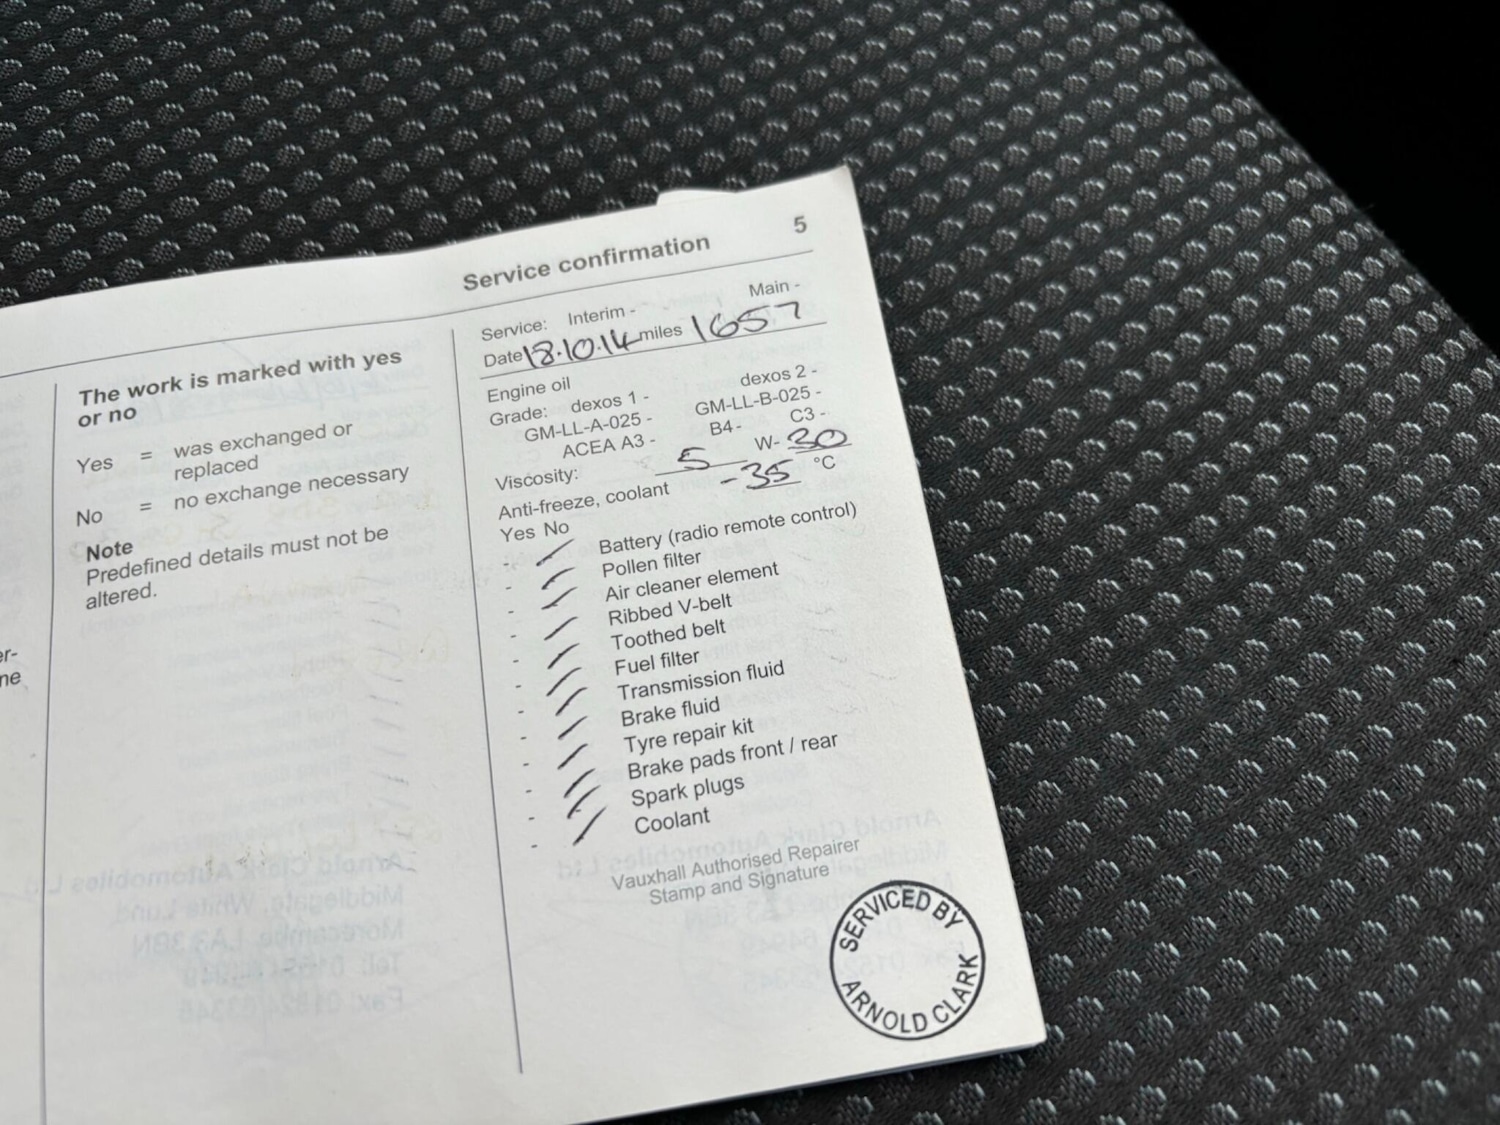 Service confirmation 5
er-
ne
The work is marked with yes
or no
Yes = was exchanged or
replaced
No = no exchange necessary
Note
Predefined details must not be
altered.
Service: Interim - Main -
Date 18.10.14 miles 1657
Engine oil
Grade: dexos 1 - dexos 2 -
GM-LL-A-025 - GM-LL-B-025 -
ACEA A3 - B4 - C3 -
Viscosity: 5 W- 30
Anti-freeze, coolant -35 °C
Yes No
- Battery (radio remote control)
- Pollen filter
- Air cleaner element
- Ribbed V-belt
- Toothed belt
- Fuel filter
- Transmission fluid
- Brake fluid
- Tyre repair kit
- Brake pads front / rear
- Spark plugs
- Coolant
Vauxhall Authorised Repairer
Stamp and Signature
SERVICED BY
ARNOLD CLARK